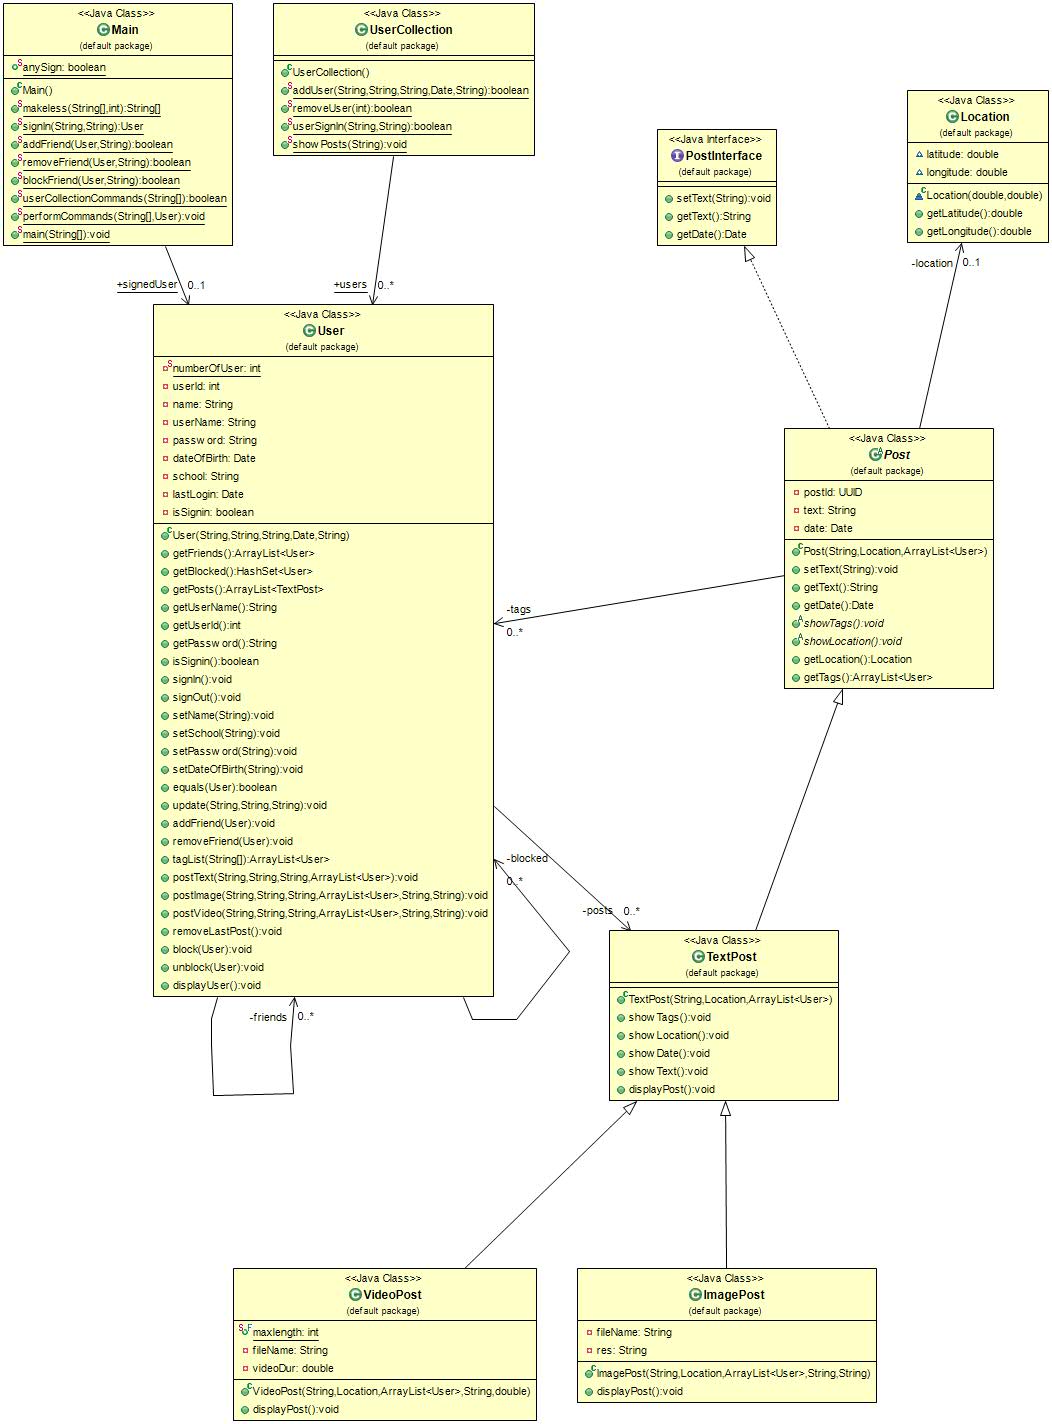 <<Java Class>>
Main
(default package)
anySign: boolean
Main()
makeless(String[],int):String[]
signIn(String,String):User
addFriend(User,String):boolean
removeFriend(User,String):boolean
blockFriend(User,String):boolean
userCollectionCommands(String[]):boolean
performCommands(String[],User):void
main(String[]):void
<<Java Class>>
UserCollection
(default package)
UserCollection()
addUser(String,String,String,Date,String):boolean
removeUser(int):boolean
userSignIn(String,String):boolean
showPosts(String):void
<<Java Interface>>
PostInterface
(default package)
setText(String):void
getText():String
getDate():Date
<<Java Class>>
Location
(default package)
latitude: double
longitude: double
Location(double,double)
getLatitude():double
getLongitude():double
-location 0..1
+signedUser 0..1
+users 0..*
<<Java Class>>
User
(default package)
numberOfUser: int
userId: int
name: String
userName: String
password: String
dateOfBirth: Date
school: String
lastLogin: Date
isSignin: boolean
User(String,String,String,Date,String)
getFriends():ArrayList<User>
getBlocked():HashSet<User>
getPosts():ArrayList<TextPost>
getUserName():String
getUserId():int
getPassword():String
isSignin():boolean
signIn():void
signOut():void
setName(String):void
setSchool(String):void
setPassword(String):void
setDateOfBirth(String):void
equals(User):boolean
update(String,String,String):void
addFriend(User):void
removeFriend(User):void
tagList(String[]):ArrayList<User>
postText(String,String,String,ArrayList<User>):void
postImage(String,String,String,ArrayList<User>,String,String):void
postVideo(String,String,String,ArrayList<User>,String,String):void
removeLastPost():void
block(User):void
unblock(User):void
displayUser():void
<<Java Class>>
Post
(default package)
postId: UUID
text: String
date: Date
Post(String,Location,ArrayList<User>)
setText(String):void
getText():String
getDate():Date
showTags():void
showLocation():void
getLocation():Location
getTags():ArrayList<User>
-tags
0..*
-blocked
0..*
-posts 0..*
-friends 0..*
<<Java Class>>
TextPost
(default package)
TextPost(String,Location,ArrayList<User>)
showTags():void
showLocation():void
showDate():void
showText():void
displayPost():void
<<Java Class>>
VideoPost
(default package)
maxlength: int
fileName: String
videoDur: double
VideoPost(String,Location,ArrayList<User>,String,double)
displayPost():void
<<Java Class>>
ImagePost
(default package)
fileName: String
res: String
ImagePost(String,Location,ArrayList<User>,String,String)
displayPost():void